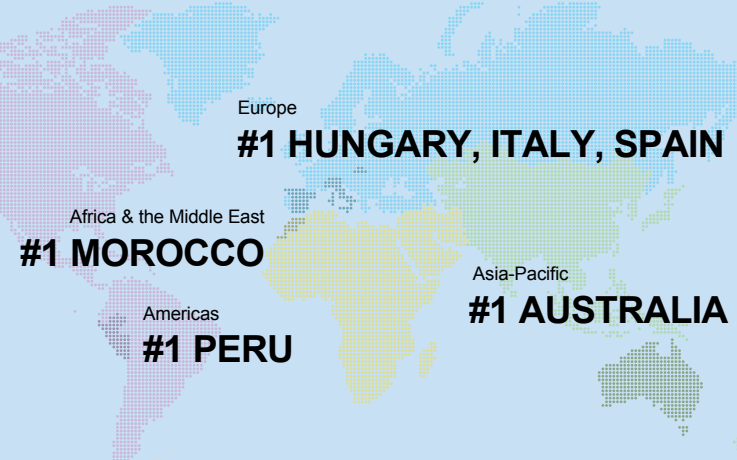 Europe
#1 HUNGARY, ITALY, SPAIN
Africa & the Middle East
#1 MOROCCO
Asia-Pacific
#1 AUSTRALIA
Americas
#1 PERU